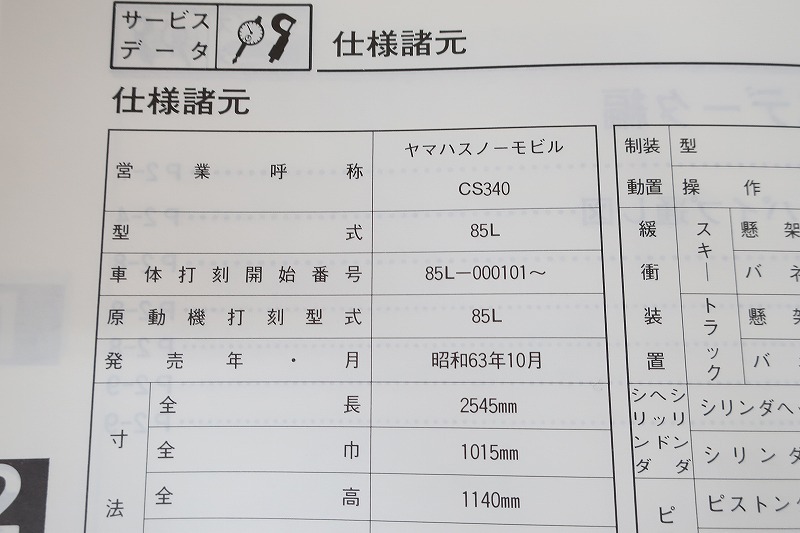 サービス
データ
仕様諸元
仕様諸元
営業呼称 ヤマハスノーモビル
CS340
型式 85L
車体打刻開始番号 85L－000101～
原動機打刻型式 85L
発売年・月 昭和63年10月
寸法 全長 2545mm
全巾 1015mm
全高 1140mm
制動装置 型
操作
緩衝装置 スキー 懸架
バネ
トラック 懸架
バ
シリンダヘッドシリンダ シリンダヘ
シリンダ
ピ ピストン
2